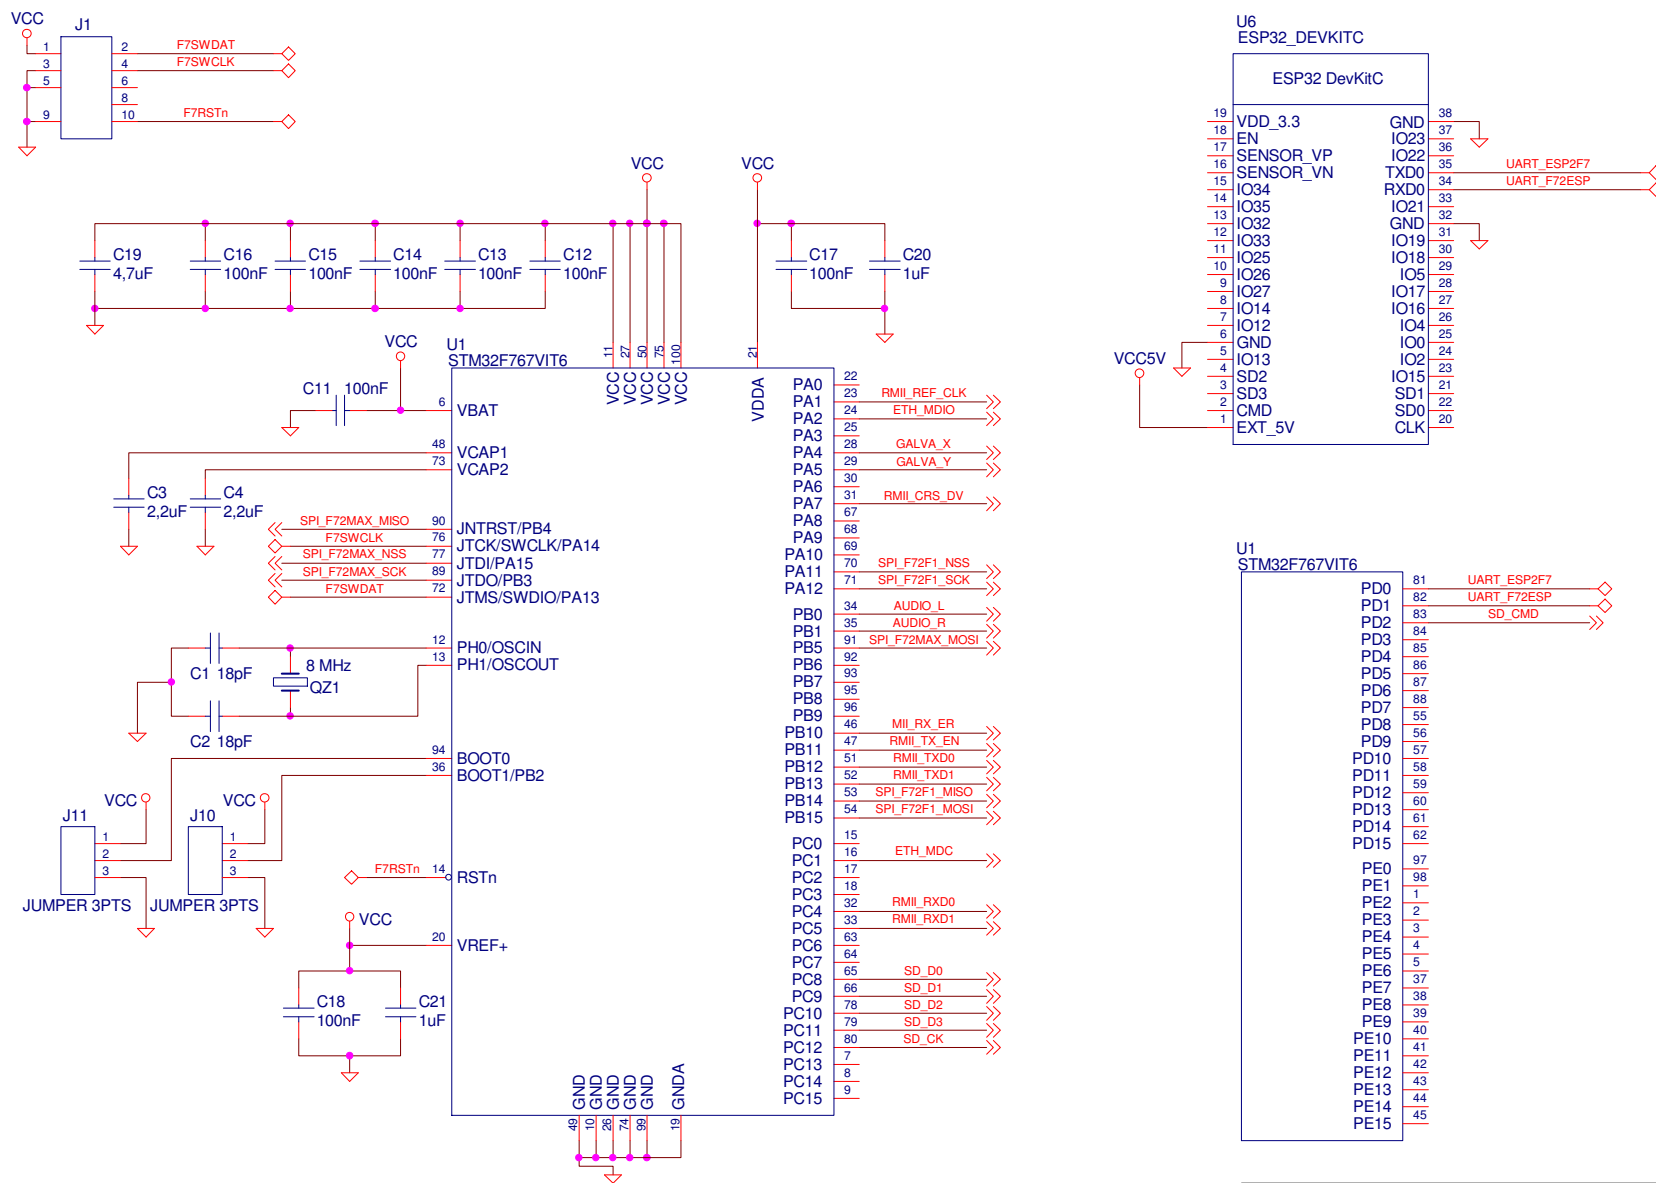 VCC
J1
1 2 F7SWDAT
3 4 F7SWCLK
5 6
8
9 10 F7RSTn
VCC VCC
C19 4,7uF
C16 100nF
C15 100nF
C14 100nF
C13 100nF
C12 100nF
C17 100nF
C20 1uF
U1
STM32F767VIT6
11 27 50 75 100 21
VCC VCC VCC VCC VCC VDDA
VCC
C11 100nF
6 VBAT
48 VCAP1
73 VCAP2
C3 2,2uF
C4 2,2uF
SPI_F72MAX_MISO 90 JNTRST/PB4
F7SWCLK 76 JTCK/SWCLK/PA14
SPI_F72MAX_NSS 77 JTDI/PA15
SPI_F72MAX_SCK 89 JTDO/PB3
F7SWDAT 72 JTMS/SWDIO/PA13
12 PH0/OSCIN
13 PH1/OSCOUT
C1 18pF
8 MHz
QZ1
C2 18pF
94 BOOT0
36 BOOT1/PB2
VCC VCC
J11 J10
1 1
2 2
3 3
JUMPER 3PTS JUMPER 3PTS
F7RSTn 14 RSTn
VCC
20 VREF+
C18 100nF
C21 1uF
GND GND GND GND GND GNDA
49 10 26 74 99 19
PA0 22
PA1 23 RMII_REF_CLK
PA2 24 ETH_MDIO
PA3 25
PA4 28 GALVA_X
PA5 29 GALVA_Y
PA6 30
PA7 31 RMII_CRS_DV
PA8 67
PA9 68
PA10 69
PA11 70 SPI_F72F1_NSS
PA12 71 SPI_F72F1_SCK
PB0 34 AUDIO_L
PB1 35 AUDIO_R
PB5 91 SPI_F72MAX_MOSI
PB6 92
PB7 93
PB8 95
PB9 96
PB10 46 MII_RX_ER
PB11 47 RMII_TX_EN
PB12 51 RMII_TXD0
PB13 52 RMII_TXD1
PB14 53 SPI_F72F1_MISO
PB15 54 SPI_F72F1_MOSI
PC0 15
PC1 16 ETH_MDC
PC2 17
PC3 18
PC4 32 RMII_RXD0
PC5 33 RMII_RXD1
PC6 63
PC7 64
PC8 65 SD_D0
PC9 66 SD_D1
PC10 78 SD_D2
PC11 79 SD_D3
PC12 80 SD_CK
PC13 7
PC14 8
PC15 9
U6
ESP32_DEVKITC
ESP32 DevKitC
19 VDD_3.3 GND 38
18 EN IO23 37
17 SENSOR_VP IO22 36
16 SENSOR_VN TXD0 35 UART_ESP2F7
15 IO34 RXD0 34 UART_F72ESP
14 IO35 IO21 33
13 IO32 GND 32
12 IO33 IO19 31
11 IO25 IO18 30
10 IO26 IO5 29
9 IO27 IO17 28
8 IO14 IO16 27
7 IO12 IO4 26
6 GND IO0 25
5 IO13 IO2 24
4 SD2 IO15 23
3 SD3 SD1 21
2 CMD SD0 22
1 EXT_5V CLK 20
VCC5V
U1
STM32F767VIT6
PD0 81 UART_ESP2F7
PD1 82 UART_F72ESP
PD2 83 SD_CMD
PD3 84
PD4 85
PD5 86
PD6 87
PD7 88
PD8 55
PD9 56
PD10 57
PD11 58
PD12 59
PD13 60
PD14 61
PD15 62
PE0 97
PE1 98
PE2 1
PE3 2
PE4 3
PE5 4
PE6 5
PE7 37
PE8 38
PE9 39
PE10 40
PE11 41
PE12 42
PE13 43
PE14 44
PE15 45